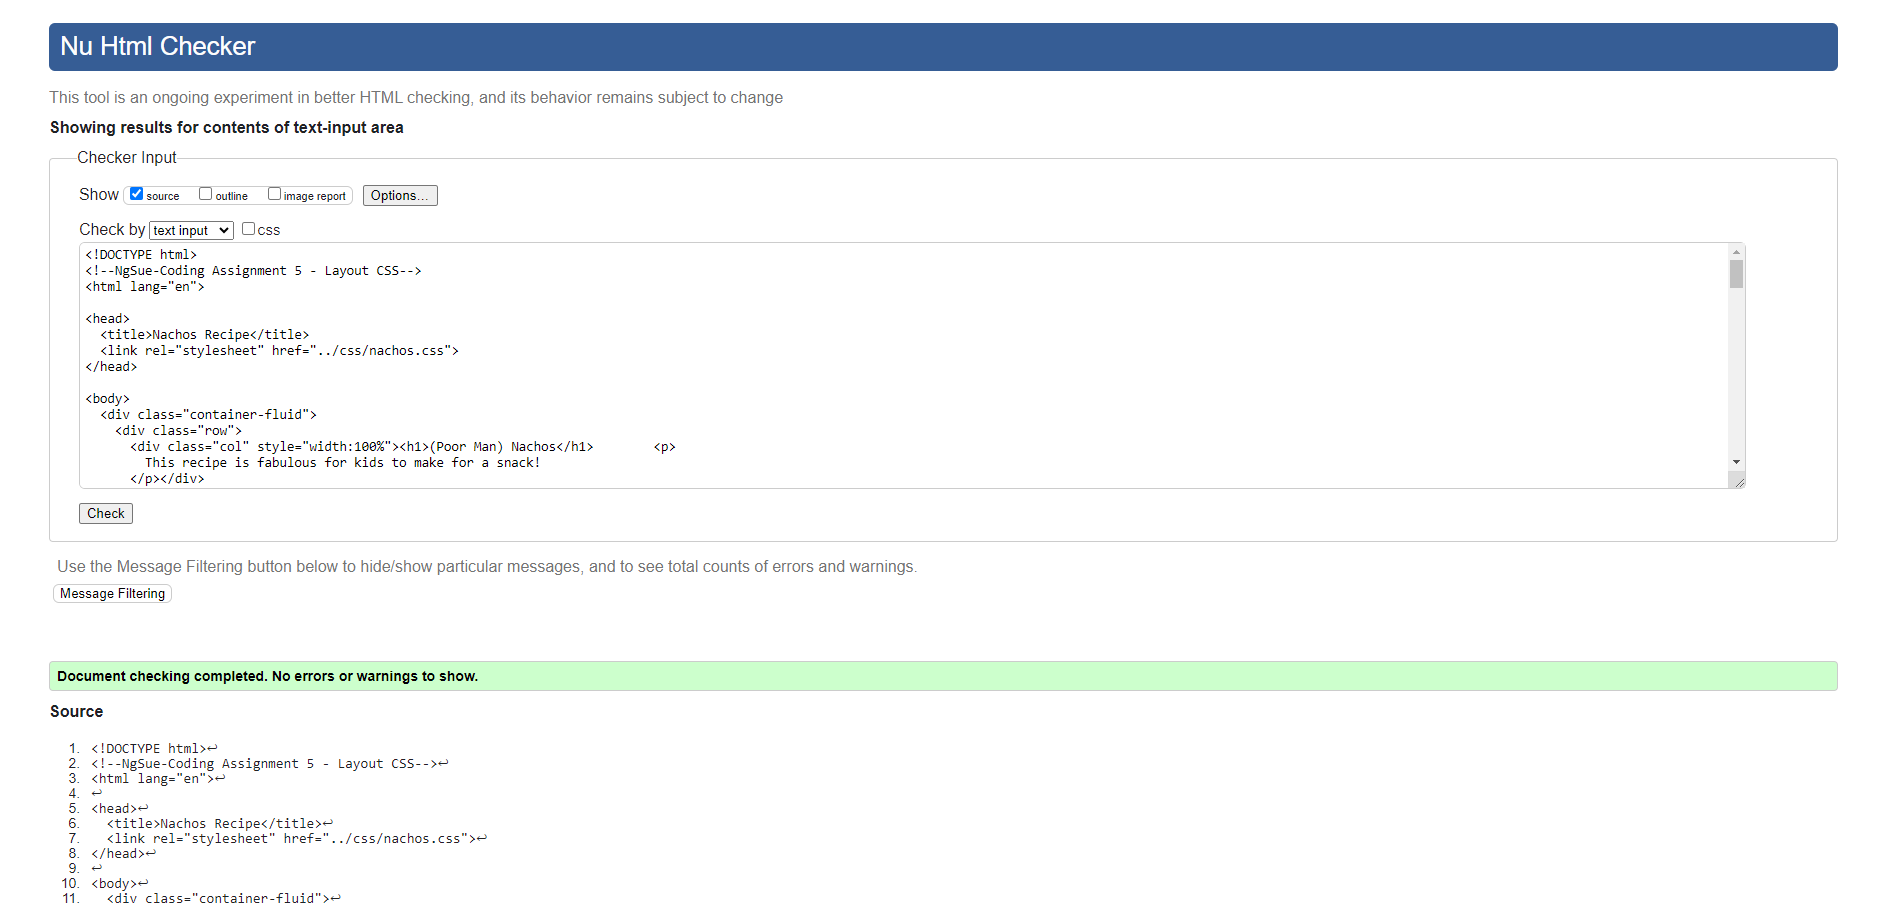 Nu Html Checker
This tool is an ongoing experiment in better HTML checking, and its behavior remains subject to change
Showing results for contents of text-input area
Checker Input
Show source outline image report Options...
Check by text input css
<!DOCTYPE html>
<!--NgSue-Coding Assignment 5 - Layout CSS-->
<html lang="en">
<head>
<title>Nachos Recipe</title>
<link rel="stylesheet" href="../css/nachos.css">
</head>
<body>
<div class="container-fluid">
<div class="row">
<div class="col" style="width:100%"><h1>(Poor Man) Nachos</h1> <p>
This recipe is fabulous for kids to make for a snack!
</p></div>
Check
Use the Message Filtering button below to hide/show particular messages, and to see total counts of errors and warnings.
Message Filtering
Document checking completed. No errors or warnings to show.
Source
1. <!DOCTYPE html>↩
2. <!--NgSue-Coding Assignment 5 - Layout CSS-->↩
3. <html lang="en">↩
4. ↩
5. <head>↩
6. <title>Nachos Recipe</title>↩
7. <link rel="stylesheet" href="../css/nachos.css">↩
8. </head>↩
9. ↩
10. <body>↩
11. <div class="container-fluid">↩